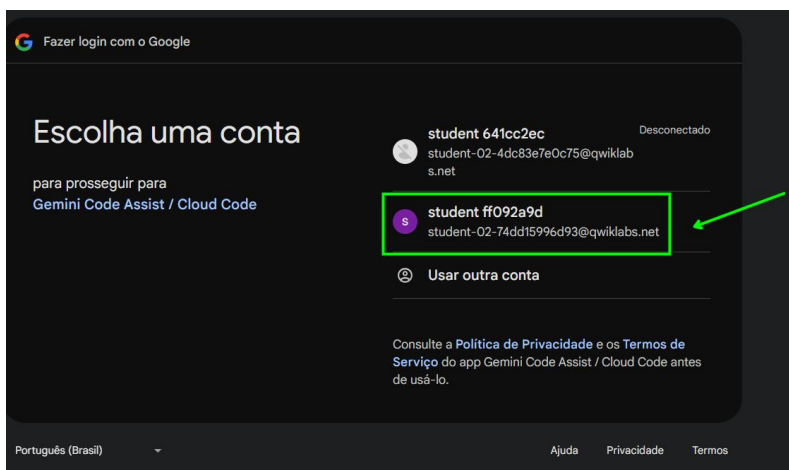 Fazer login com o Google
Escolha uma conta
para prosseguir para
Gemini Code Assist / Cloud Code
student 641cc2ec
Desconectado
student-02-4dc83e7e0c75@qwiklab
s.net
S
student ff092a9d
student-02-74dd15996d93@qwiklabs.net
Usar outra conta
Consulte a Política de Privacidade e os Termos de
Serviço do app Gemini Code Assist / Cloud Code antes
de usá-lo.
Português (Brasil)
Ajuda
Privacidade
Termos